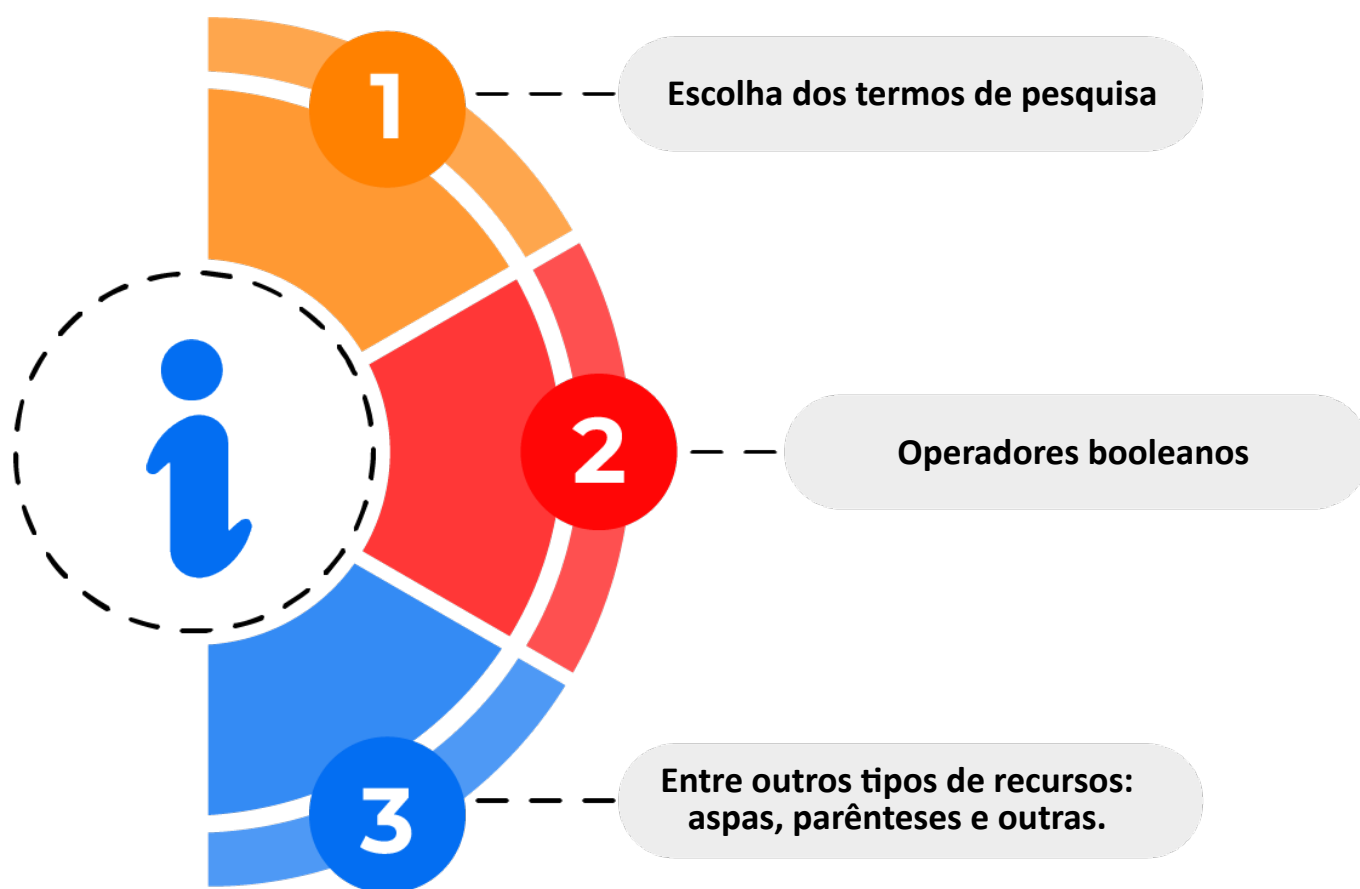 1
Escolha dos termos de pesquisa
2
Operadores booleanos
3
Entre outros tipos de recursos:
aspas, parênteses e outras.